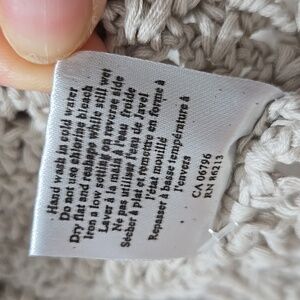 Hand wash in cold water
Do not use chlorine bleach
Dry flat and reshape while still wet
Iron a low setting on reverse side
Laver à la main à l'eau froide
Ne pas utiliser l'eau de Javel
Sécher à plat et remettre en forme à
l'état mouillé
Repasser à basse température à
l'envers
CA 06796
RN 86213